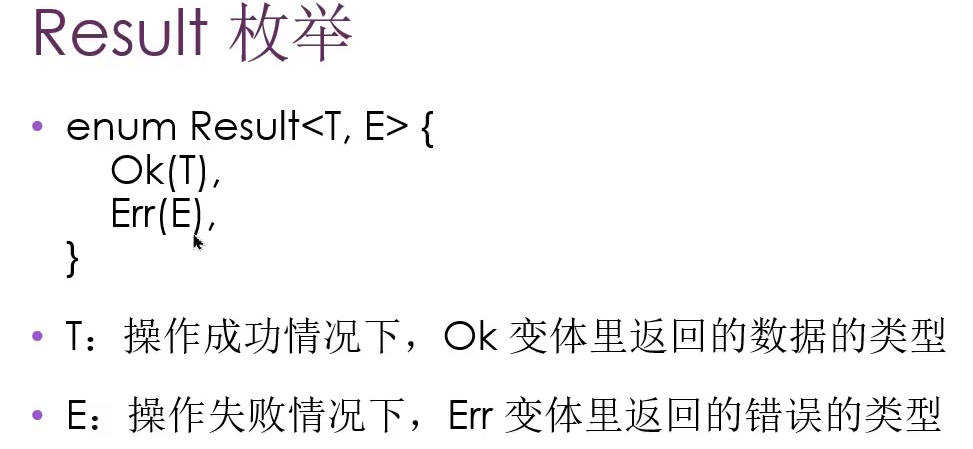 Result 枚举
• enum Result<T, E> {
Ok(T),
Err(E),
}
• T：操作成功情况下，Ok 变体里返回的数据的类型
• E：操作失败情况下，Err 变体里返回的错误的类型